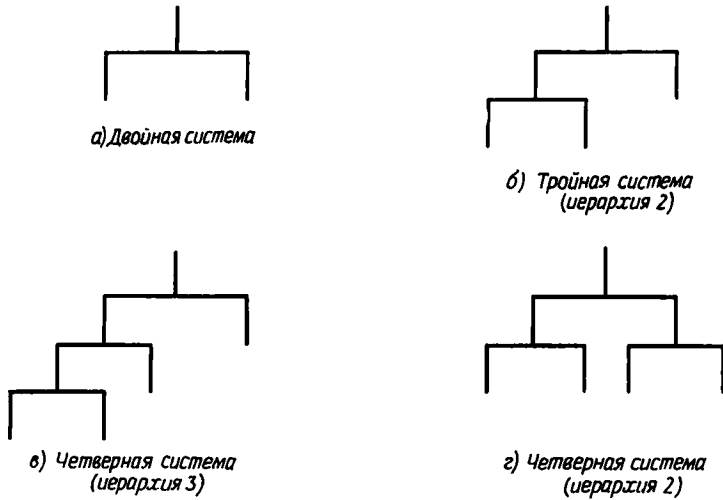 а) Двойная система
б) Тройная система
(иерархия 2)
в) Четверная система
(иерархия 3)
г) Четверная система
(иерархия 2)